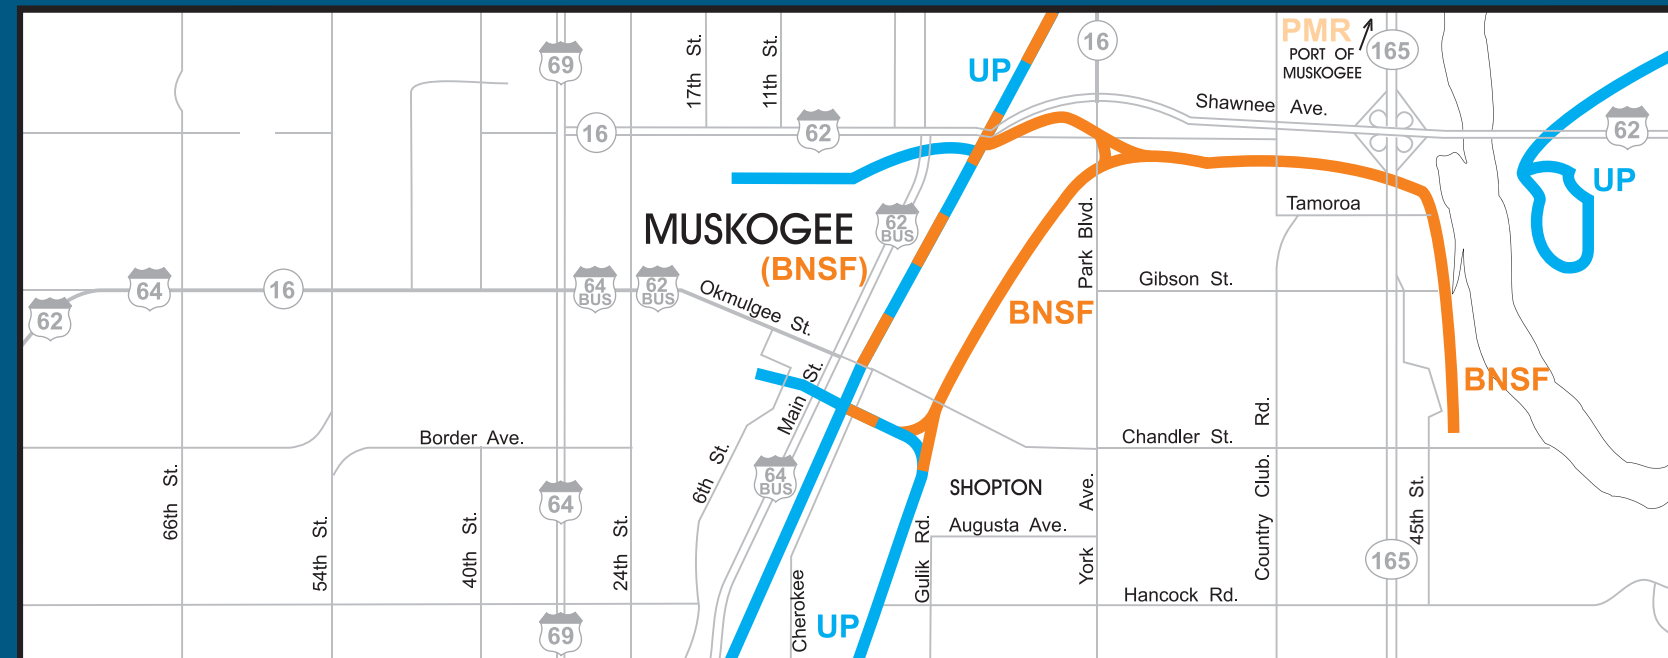 PMR
PORT OF
MUSKOGEE
69
17th St.
11th St.
UP
16
165
Shawnee Ave.
16
62
62
UP
MUSKOGEE
(BNSF)
62
BUS
Park Blvd.
Tamoroa
64
16
64
BUS
62
BUS
Okmulgee St.
62
BNSF
Gibson St.
Main St.
BNSF
Border Ave.
Chandler St.
Country Club. Rd.
66th St.
54th St.
40th St.
64
24th St.
6th St.
64
BUS
SHOPTON
Augusta Ave.
Gulik Rd.
York Ave.
45th St.
165
Hancock Rd.
69
Cherokee
UP